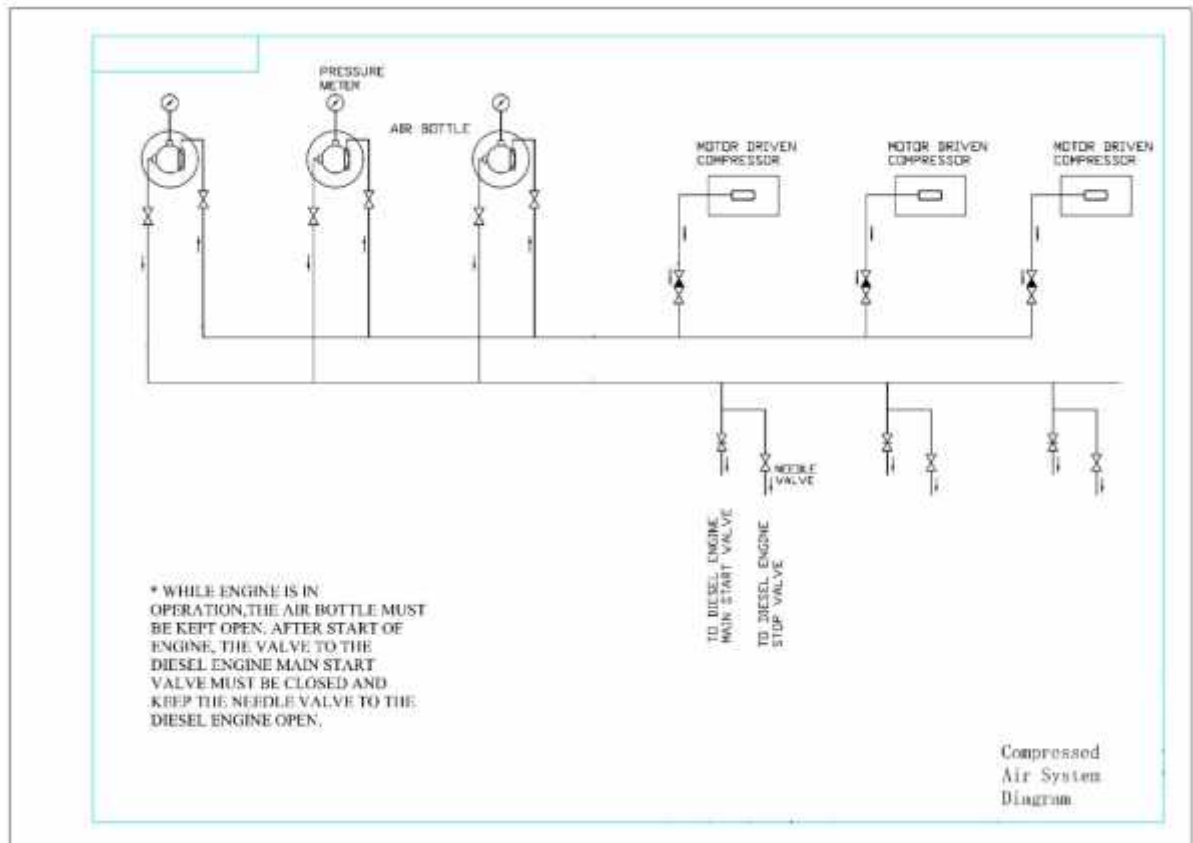 PRESSURE
METER
AIR BOTTLE
MOTOR DRIVEN
COMPRESSOR
MOTOR DRIVEN
COMPRESSOR
MOTOR DRIVEN
COMPRESSOR
NEEDLE
VALVE
TO DIESEL ENGINE
MAIN START VALVE
TO DIESEL ENGINE
STOP VALVE
* WHILE ENGINE IS IN
OPERATION,THE AIR BOTTLE MUST
BE KEPT OPEN. AFTER START OF
ENGINE, THE VALVE TO THE
DIESEL ENGINE MAIN START
VALVE MUST BE CLOSED AND
KEEP THE NEEDLE VALVE TO THE
DIESEL ENGINE OPEN.
Compressed
Air System
Diagram